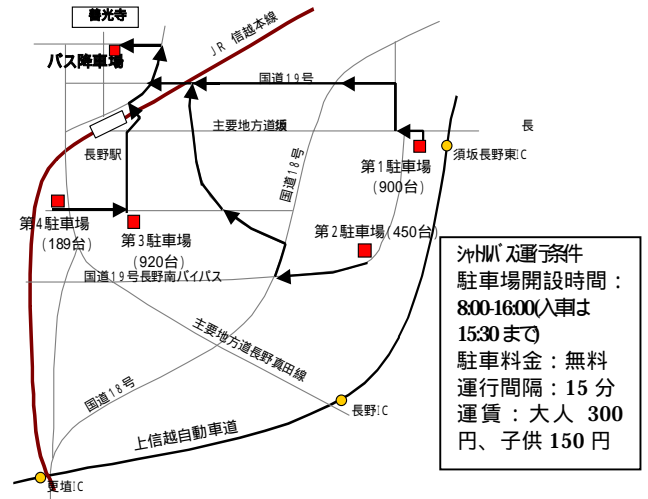 善光寺
バス降車場
JR 信越本線
国道19号
主要地方道
長
長野駅
国道18号
第1駐車場
(900台)
須坂長野東IC
第4駐車場
(189台)
第3駐車場
(920台)
第2駐車場(450台)
国道19号長野南バイパス
主要地方道長野真田線
国道18号
長野IC
上信越自動車道
更埴IC
シャトルバス運行条件
駐車場開設時間：
8:00-16:00(入車は
15:30まで)
駐車料金：無料
運行間隔：15分
運賃：大人 300
円、子供 150 円